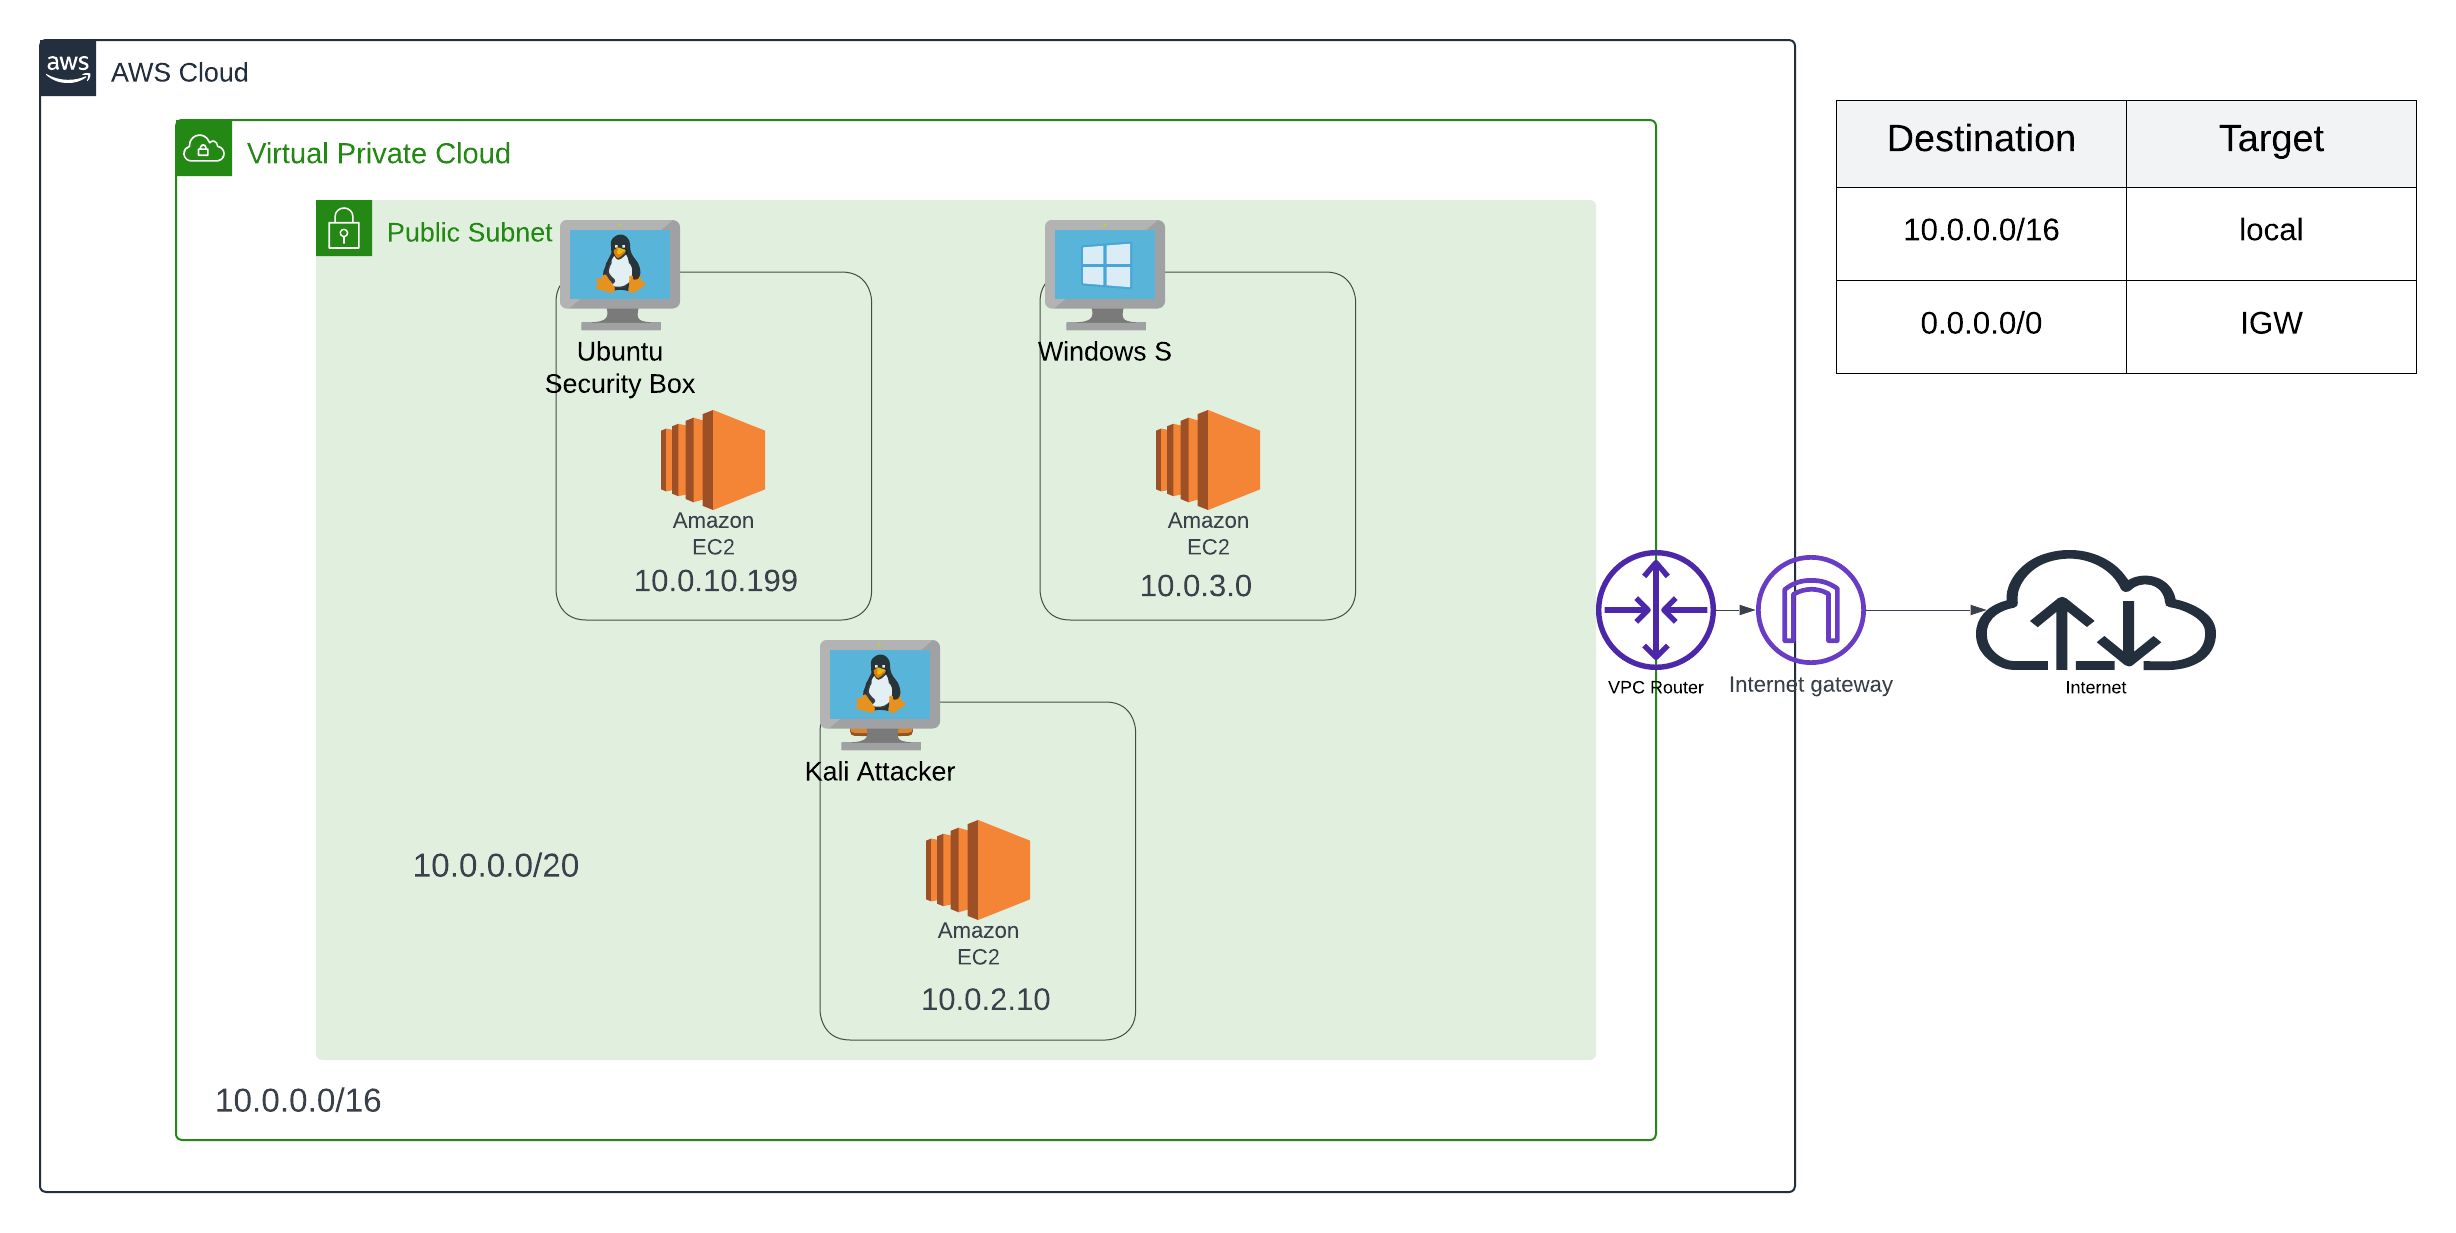 aws
AWS Cloud
Virtual Private Cloud
Public Subnet
Ubuntu
Security Box
Amazon
EC2
10.0.10.199
Windows S
Amazon
EC2
10.0.3.0
Kali Attacker
Amazon
EC2
10.0.2.10
10.0.0.0/20
10.0.0.0/16
VPC Router
Internet gateway
Internet
Destination Target
10.0.0.0/16 local
0.0.0.0/0 IGW